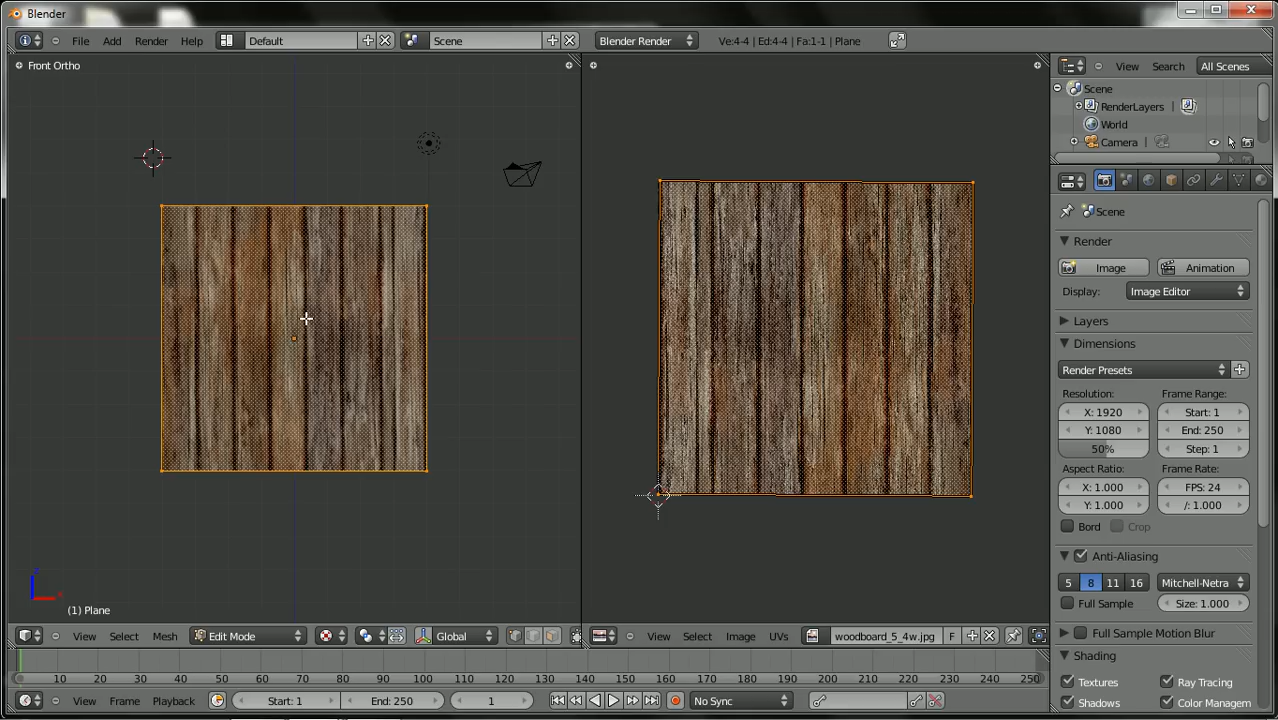 Blender
File Add Render Help Default Scene Blender Render Ve:4-4 | Ed:4-4 | Fa:1-1 | Plane
Front Ortho
(1) Plane
View Select Mesh Edit Mode Global
View Select Image UVs woodboard_5_4w.jpg F
10 20 30 40 50 60 70 80 90 100 110 120 130 140 150 160 170 180 190 200 210 220 230 240 250
View Frame Playback Start: 1 End: 250 1 No Sync
View Search All Scenes
Scene
RenderLayers |
World
Camera |
Scene
Render
Image Animation
Display: Image Editor
Layers
Dimensions
Render Presets
Resolution: Frame Range:
X: 1920 Start: 1
Y: 1080 End: 250
50% Step: 1
Aspect Ratio: Frame Rate:
X: 1.000 FPS: 24
Y: 1.000 /: 1.000
Bord Crop
Anti-Aliasing
5 8 11 16 Mitchell-Netra
Full Sample Size: 1.000
Full Sample Motion Blur
Shading
Textures Ray Tracing
Shadows Color Managem